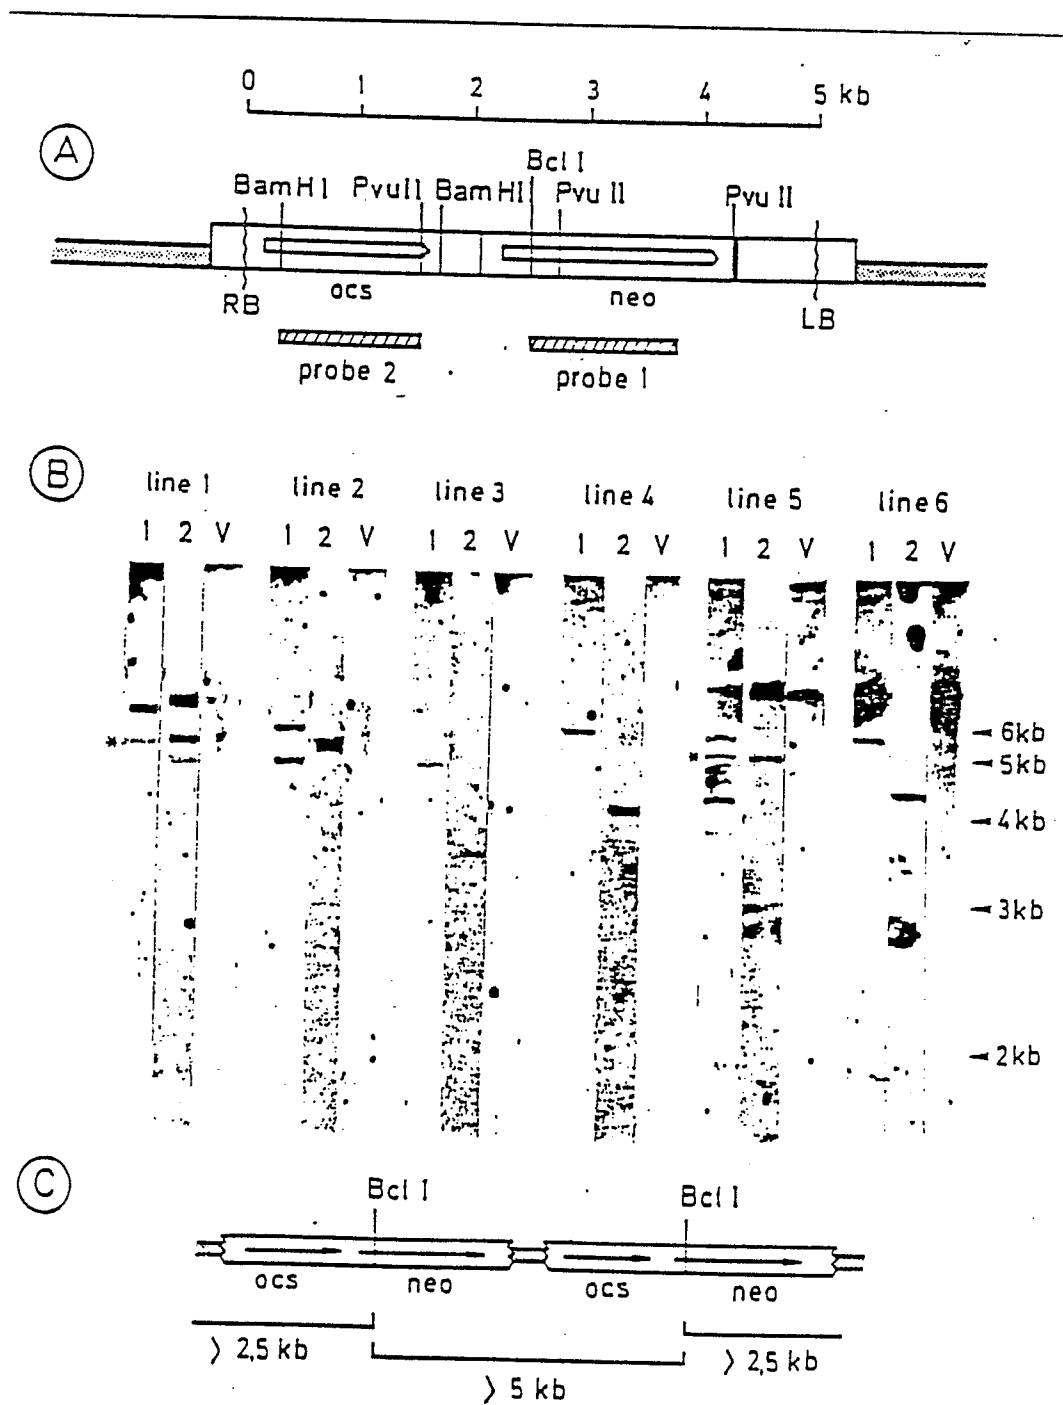 0 1 2 3 4 5 kb
A
Bcl I
BamH I PvuII BamHI Pvu II Pvu II
ocs neo
RB LB
probe 2 probe 1
B
line 1 line 2 line 3 line 4 line 5 line 6
1 2 V 1 2 V 1 2 V 1 2 V 1 2 V 1 2 V
6kb
* * 5kb
4kb
3kb
2kb
C
Bcl I Bcl I
ocs neo ocs neo
> 2,5 kb > 2,5 kb
> 5 kb